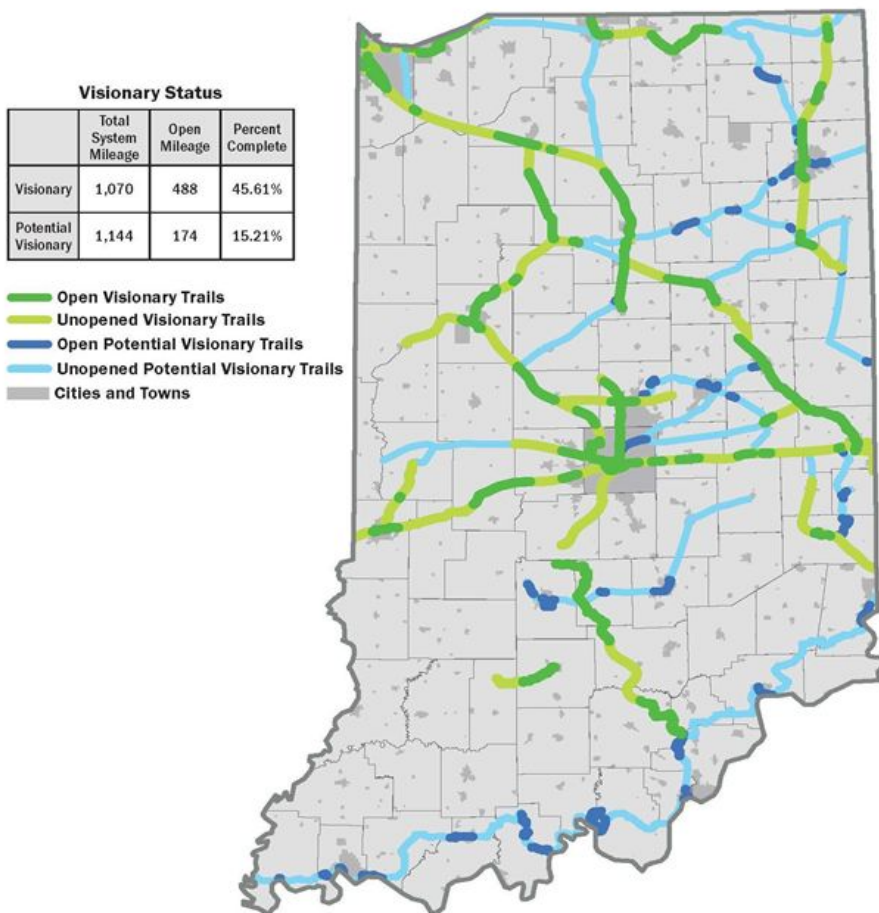 Visionary Status
Total System Mileage Open Mileage Percent Complete
Visionary 1,070 488 45.61%
Potential Visionary 1,144 174 15.21%
Open Visionary Trails
Unopened Visionary Trails
Open Potential Visionary Trails
Unopened Potential Visionary Trails
Cities and Towns